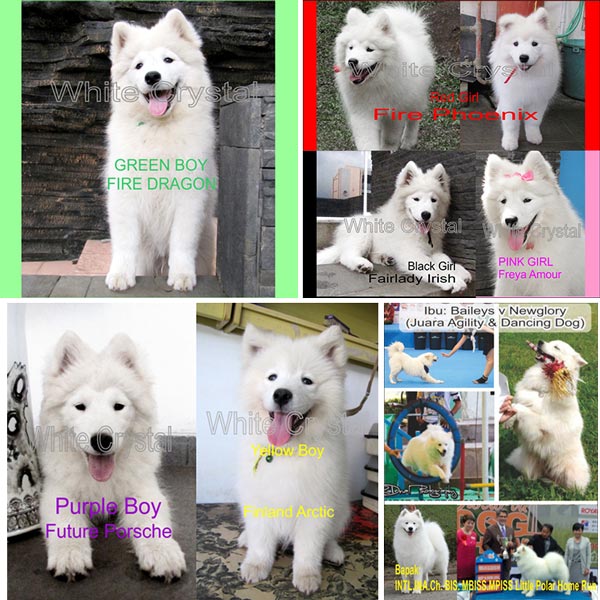 White Crystal
GREEN BOY
FIRE DRAGON
White Crystal
Red Girl
Fire Phoenix
White Crystal
Black Girl
Fairlady Irish
PINK GIRL
Freya Amour
White Crystal
Purple Boy
Future Porsche
White Crystal
Yellow Boy
Finland Arctic
Ibu: Baileys v Newglory
(Juara Agility & Dancing Dog)
Bapak:
INTL.INA.Ch.-BIS. MBISS.MPISS Little Polar Home Run